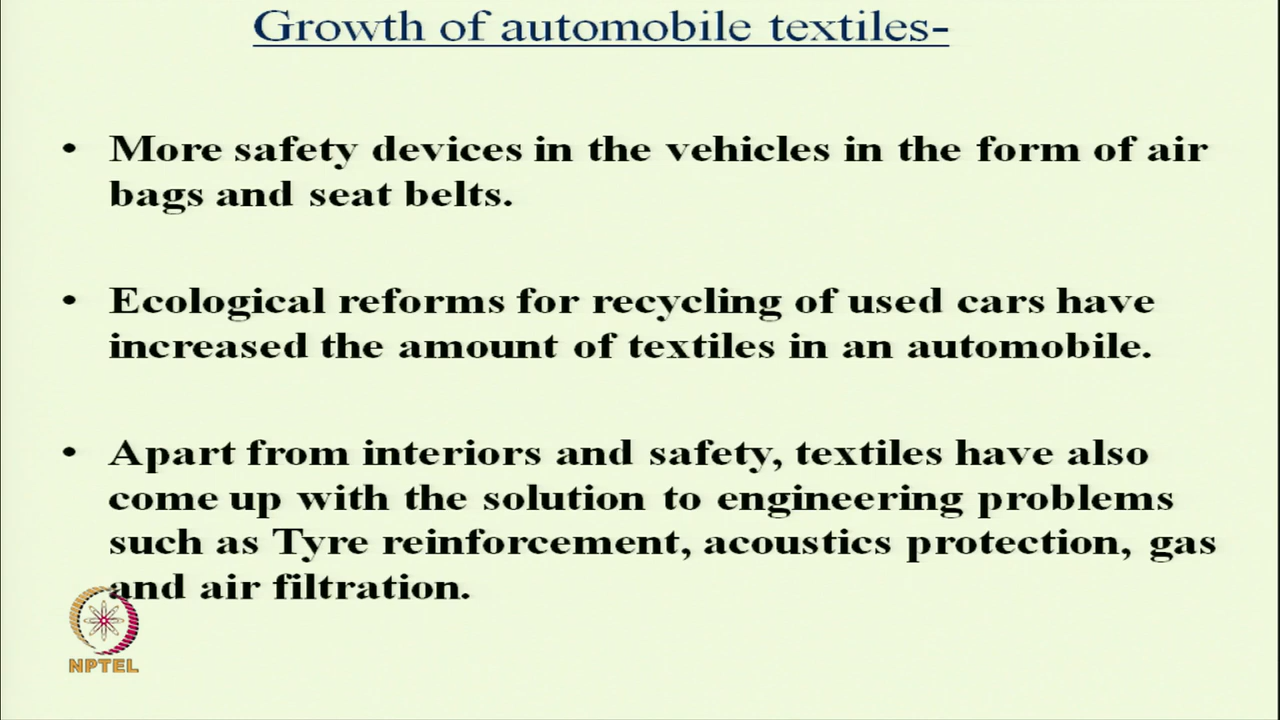 Growth of automobile textiles-
• More safety devices in the vehicles in the form of air
bags and seat belts.
• Ecological reforms for recycling of used cars have
increased the amount of textiles in an automobile.
• Apart from interiors and safety, textiles have also
come up with the solution to engineering problems
such as Tyre reinforcement, acoustics protection, gas
and air filtration.
NPTEL